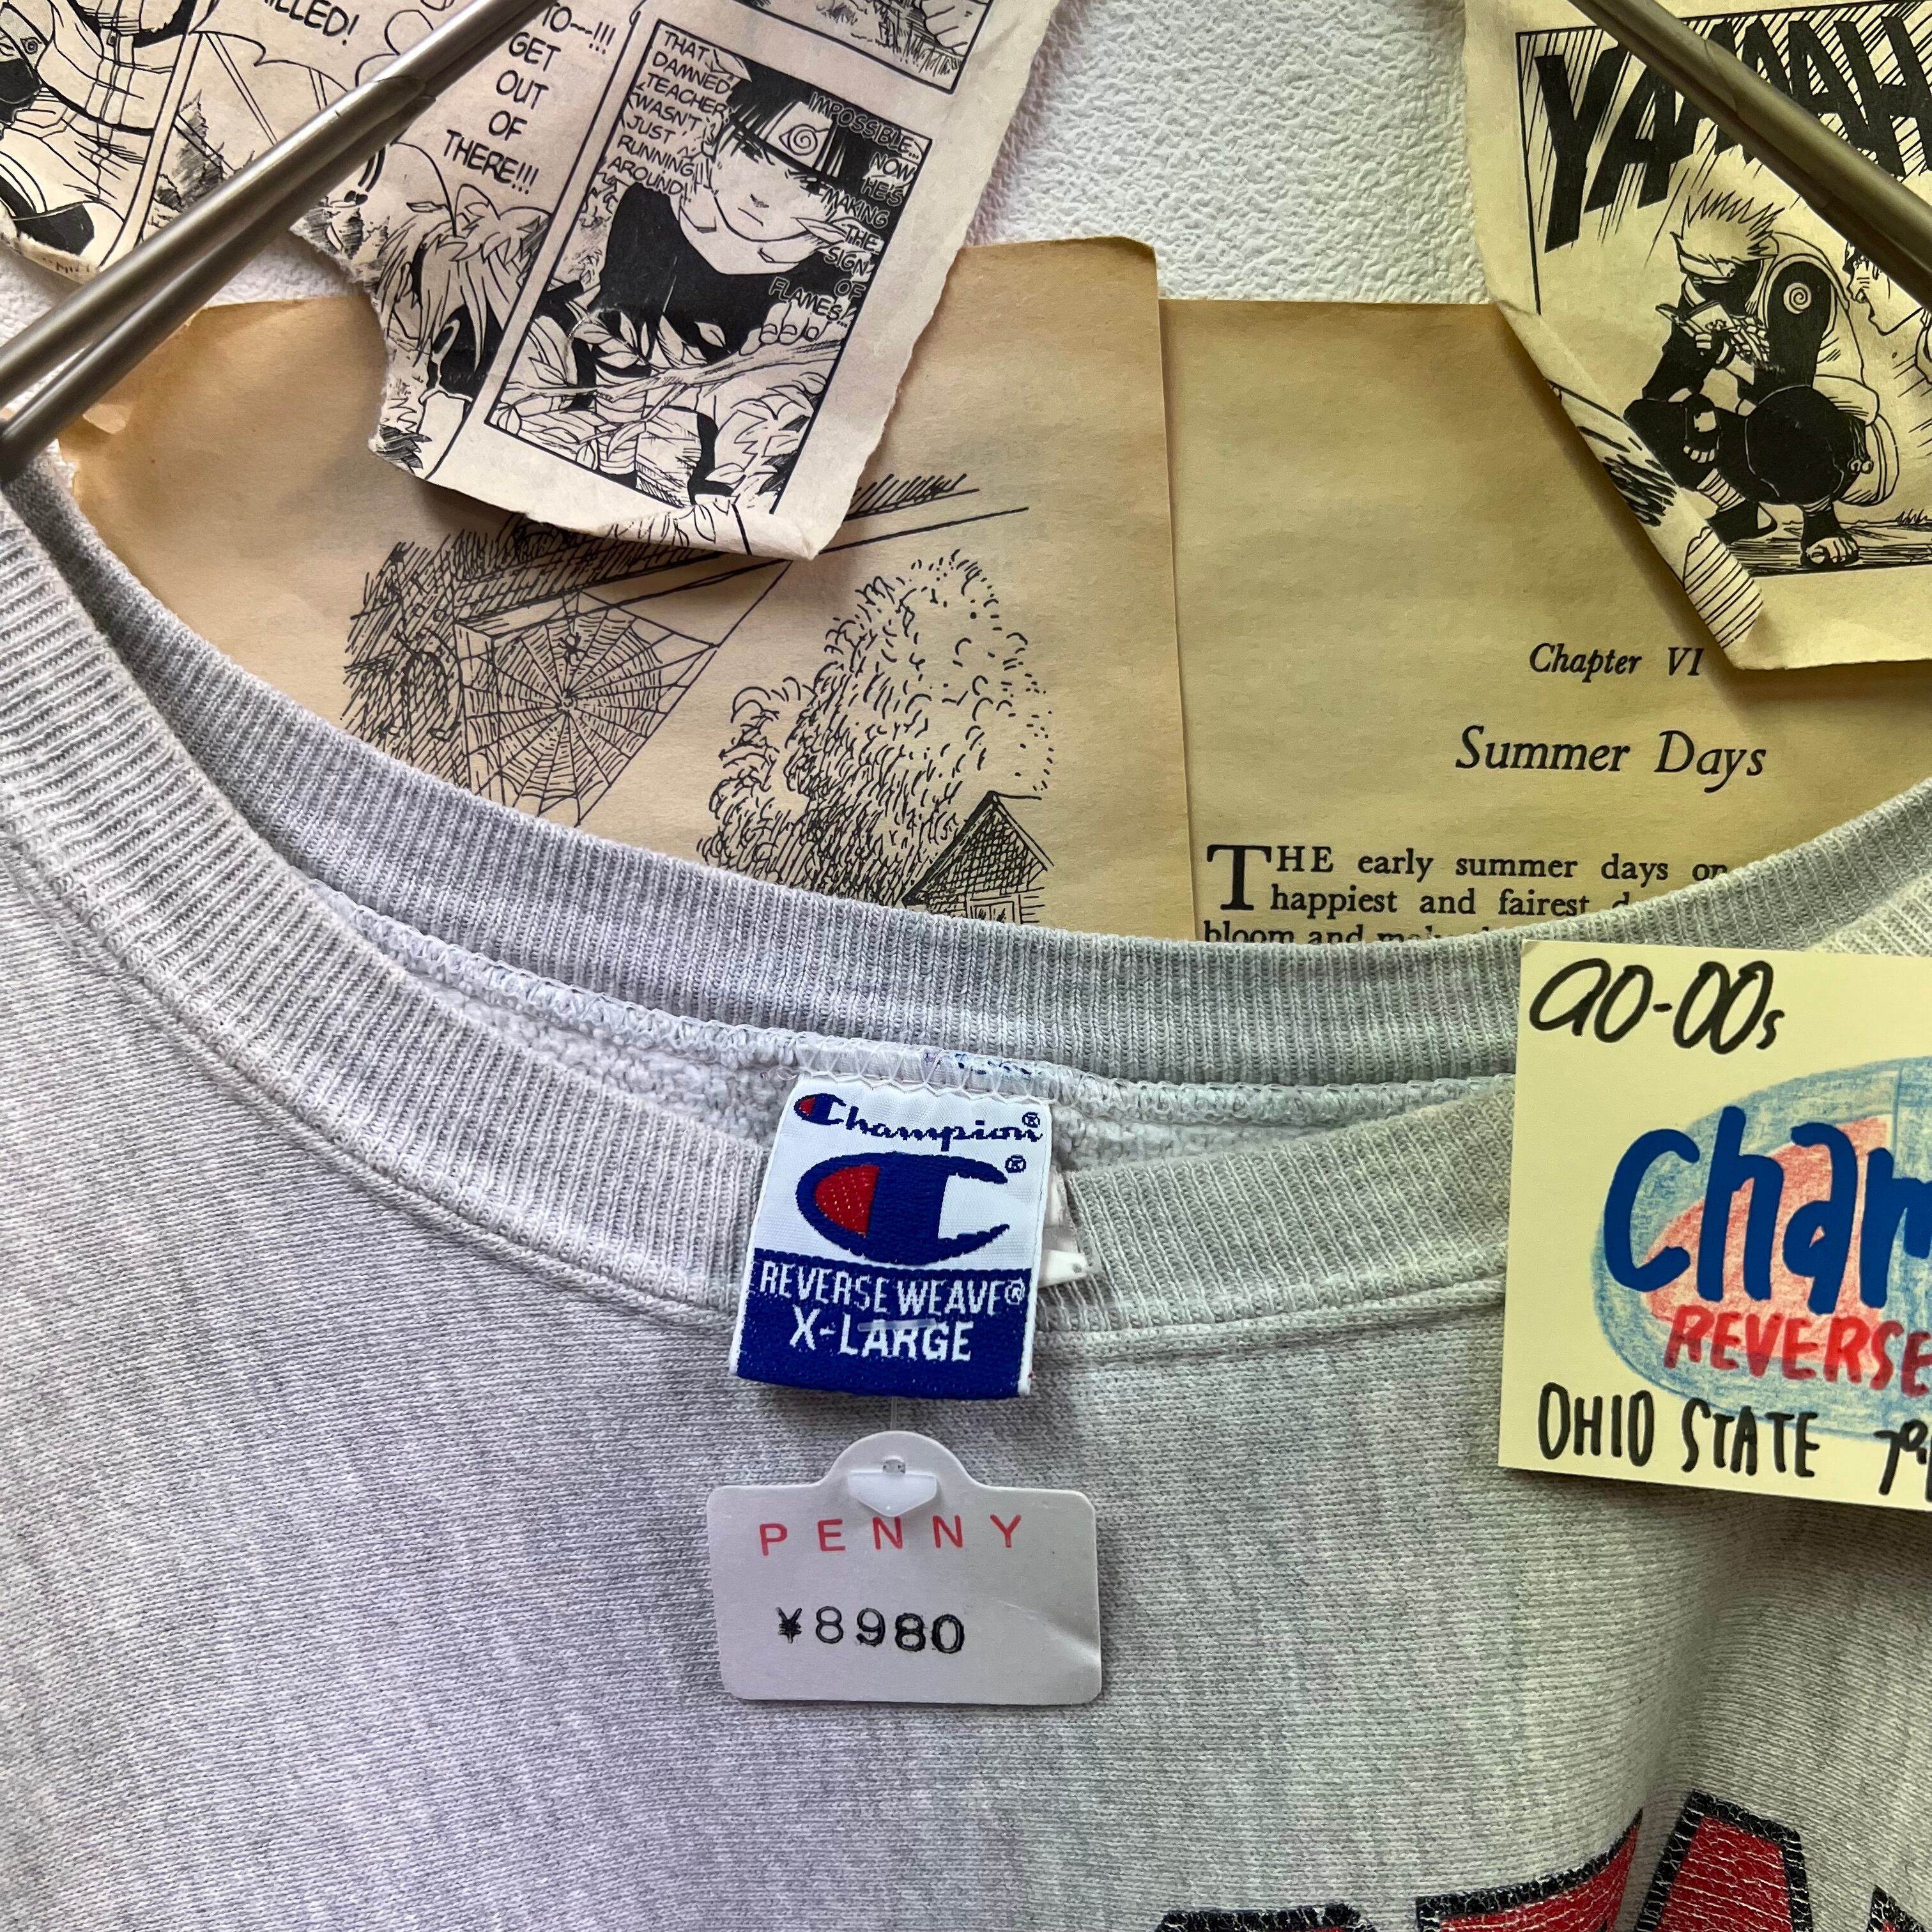 KILLED!
TO—!!!
GET
OUT
OF
THERE!!!
THAT
DAMNED
TEACHER
WASN'T
JUST
RUNNING
AROUND!
IMPOSSIBLE...
NOW
HE'S
MAKING
THE
SIGN
OF
FLAMES...!
Chapter VI
Summer Days
THE early summer days on
happiest and fairest
bloom and
90-00s
Cham
REVERSE
OHIO STATE
Champion®
®
REVERSE WEAVE®
X-LARGE
PENNY
¥8980